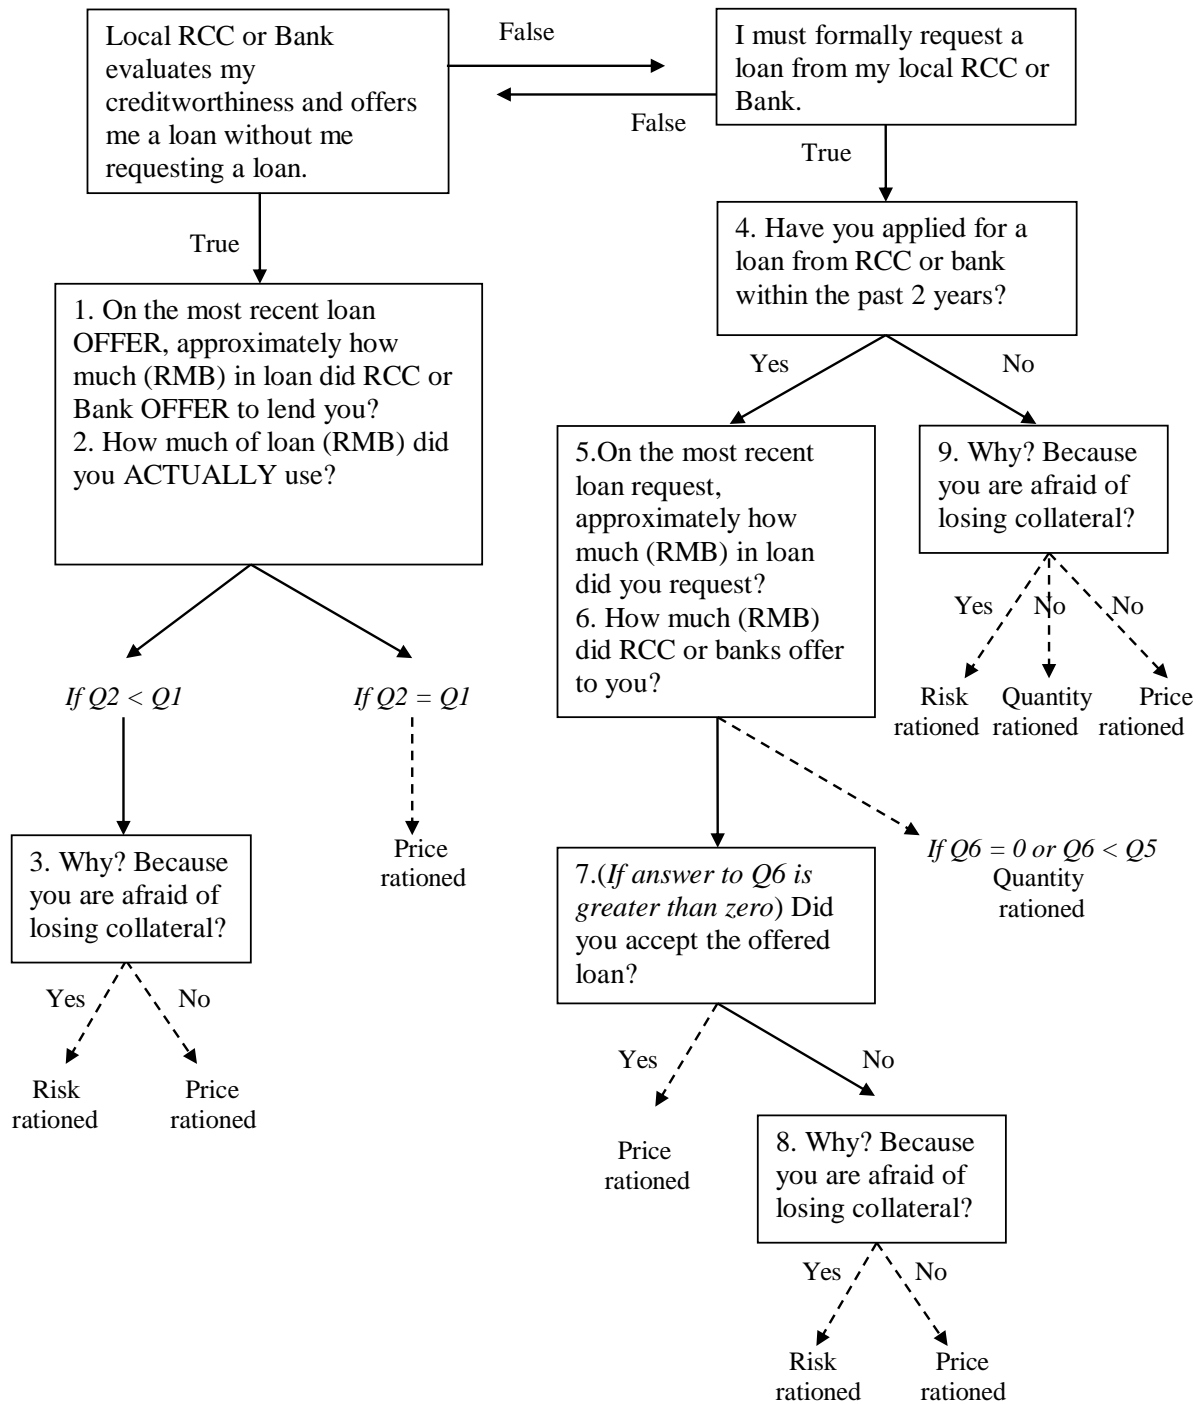 Local RCC or Bank
evaluates my
creditworthiness and offers
me a loan without me
requesting a loan.
False
False
I must formally request a
loan from my local RCC or
Bank.
True
True
1. On the most recent loan
OFFER, approximately how
much (RMB) in loan did RCC or
Bank OFFER to lend you?
2. How much of loan (RMB) did
you ACTUALLY use?
4. Have you applied for a
loan from RCC or bank
within the past 2 years?
Yes
No
5.On the most recent
loan request,
approximately how
much (RMB) in loan
did you request?
6. How much (RMB)
did RCC or banks offer
to you?
9. Why? Because
you are afraid of
losing collateral?
Yes
No
No
Risk
rationed
Quantity
rationed
Price
rationed
If Q2 < Q1
If Q2 = Q1
3. Why? Because
you are afraid of
losing collateral?
Price
rationed
Yes
No
Risk
rationed
Price
rationed
If Q6 = 0 or Q6 < Q5
Quantity
rationed
7.(If answer to Q6 is
greater than zero) Did
you accept the offered
loan?
Yes
No
Price
rationed
8. Why? Because
you are afraid of
losing collateral?
Yes
No
Risk
rationed
Price
rationed